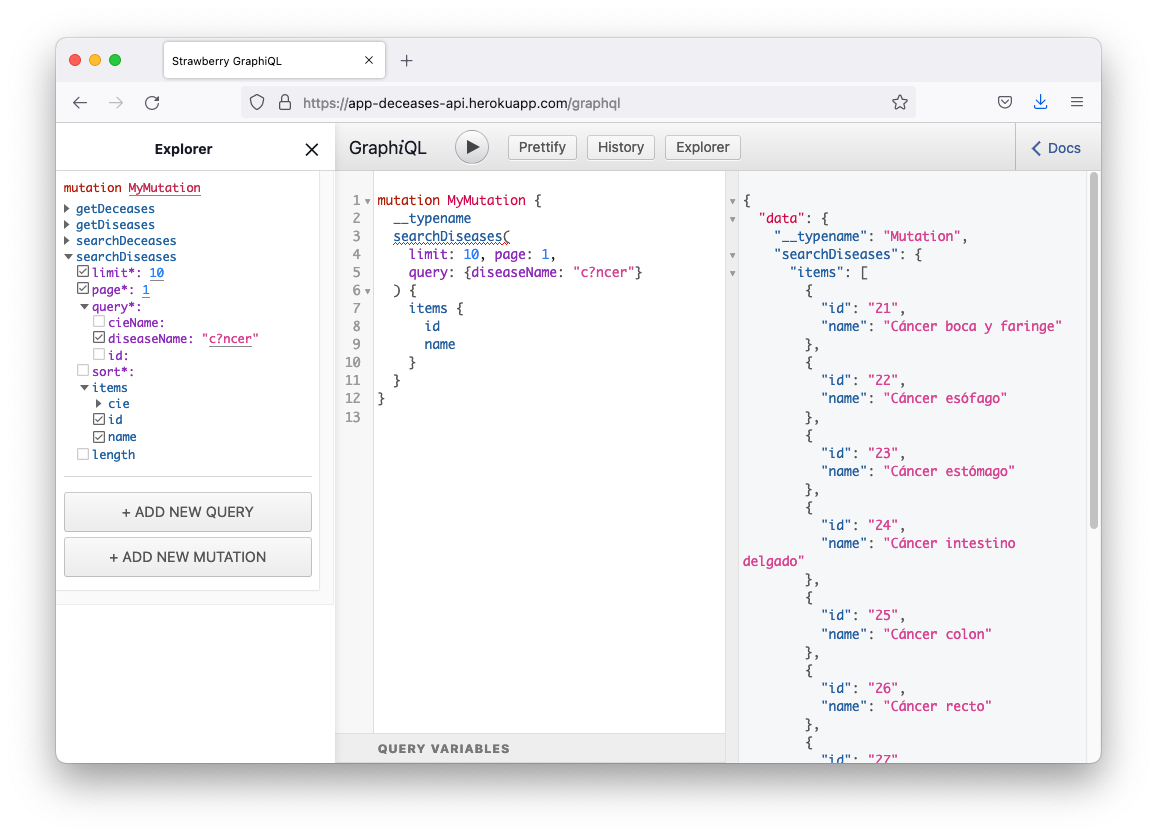 Strawberry GraphiQL
https://app-deceases-api.herokuapp.com/graphql
Explorer
mutation MyMutation
getDeceases
getDiseases
searchDeceases
searchDiseases
limit*: 10
page*: 1
query*:
cieName:
diseaseName: "c?ncer"
id:
sort*:
items
cie
id
name
length
+ ADD NEW QUERY
+ ADD NEW MUTATION
GraphiQL
Prettify
History
Explorer
Docs
1 mutation MyMutation {
2 __typename
3 searchDiseases(
4 limit: 10, page: 1,
5 query: {diseaseName: "c?ncer"}
6 ) {
7 items {
8 id
9 name
10 }
11 }
12 }
13
QUERY VARIABLES
{
"data": {
"__typename": "Mutation",
"searchDiseases": {
"items": [
{
"id": "21",
"name": "Cáncer boca y faringe"
},
{
"id": "22",
"name": "Cáncer esófago"
},
{
"id": "23",
"name": "Cáncer estómago"
},
{
"id": "24",
"name": "Cáncer intestino
delgado"
},
{
"id": "25",
"name": "Cáncer colon"
},
{
"id": "26",
"name": "Cáncer recto"
},
{
"id": "27"